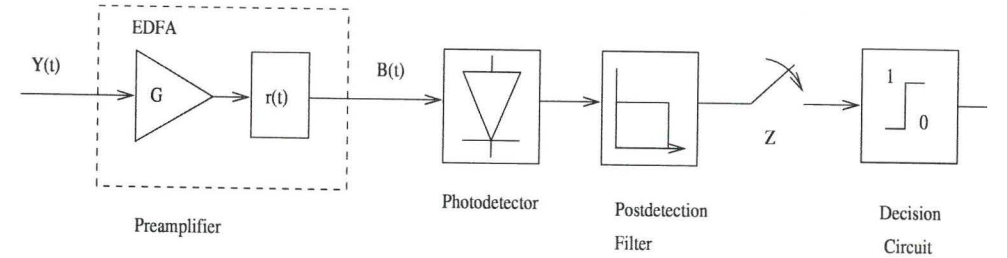 EDFA
Y(t)
G
r(t)
B(t)
1
0
Z
Preamplifier
Photodetector
Postdetection
Filter
Decision
Circuit